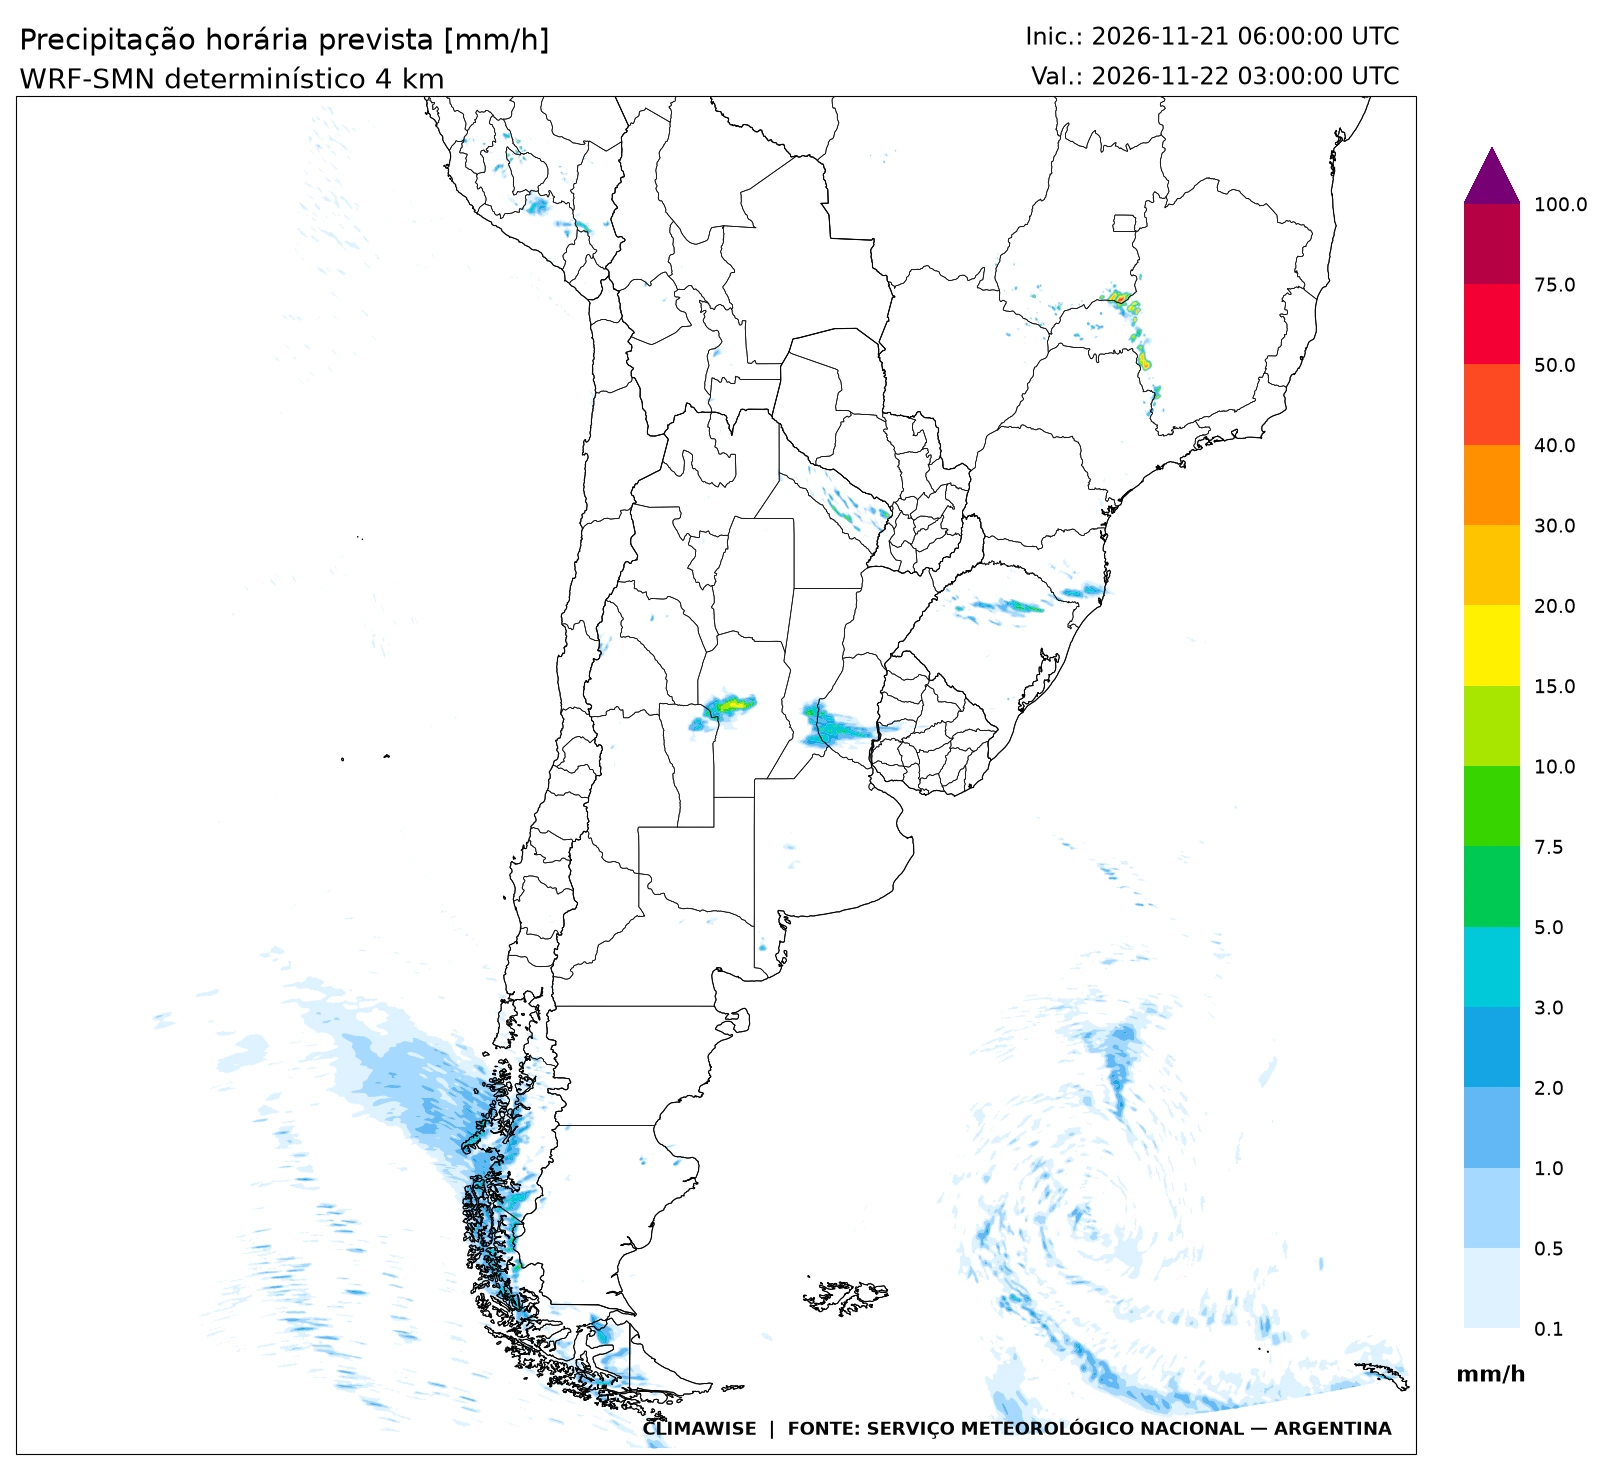 Precipitação horária prevista [mm/h]
WRF-SMN determinístico 4 km
Inic.: 2026-11-21 06:00:00 UTC
Val.: 2026-11-22 03:00:00 UTC
100.0
75.0
50.0
40.0
30.0
20.0
15.0
10.0
7.5
5.0
3.0
2.0
1.0
0.5
0.1
mm/h
CLIMAWISE | FONTE: SERVIÇO METEOROLÓGICO NACIONAL — ARGENTINA